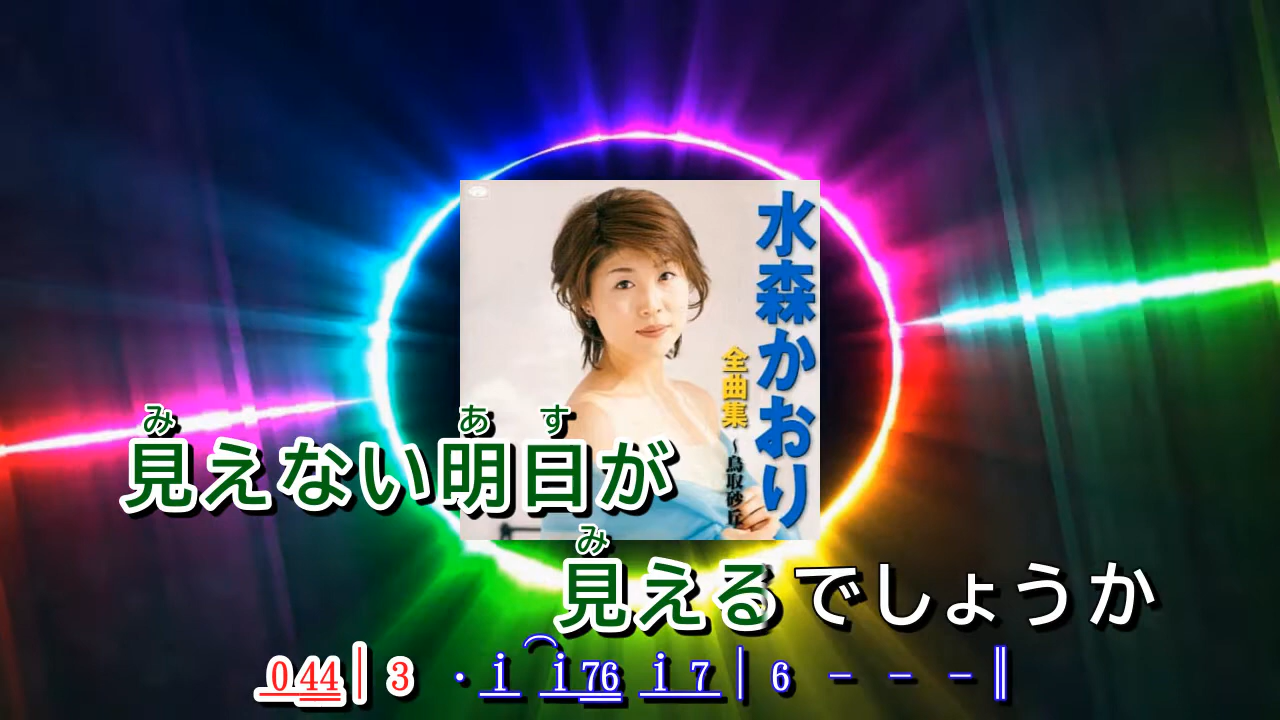 水森かおり
全曲集
～鳥取砂丘
み あ す
見えない明日が
み
見えるでしょうか
044|3 ・i i76 i 7|6 － － －‖